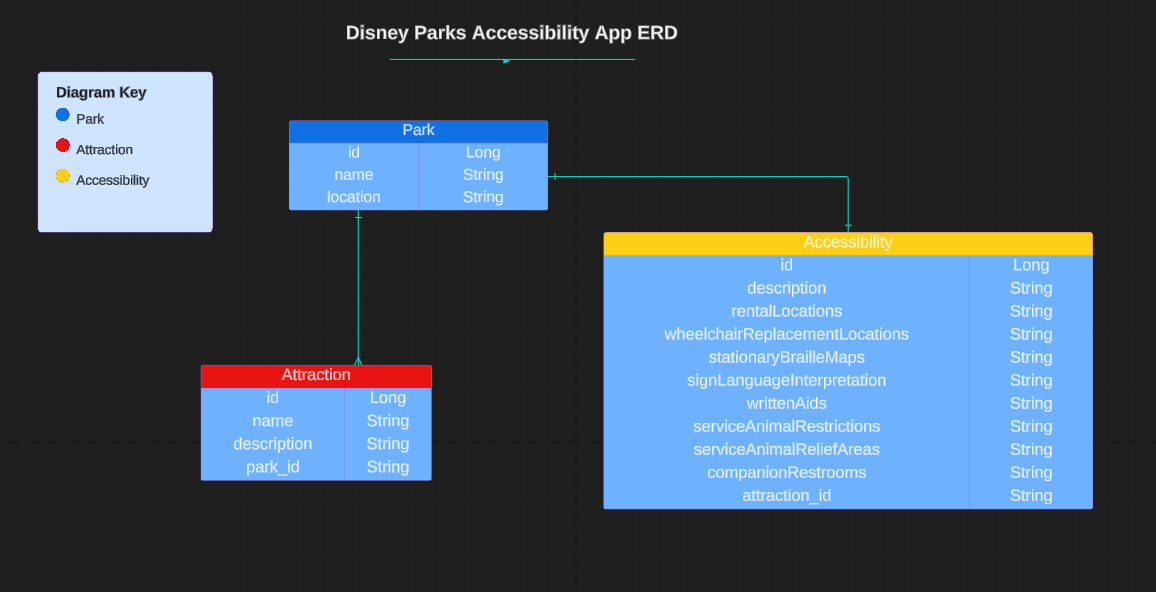 Disney Parks Accessibility App ERD
Diagram Key
Park
Attraction
Accessibility
Park
id Long
name String
location String
Accessibility
id Long
description String
rentalLocations String
wheelchairReplacementLocations String
stationaryBrailleMaps String
signLanguageInterpretation String
writtenAids String
serviceAnimalRestrictions String
serviceAnimalReliefAreas String
companionRestrooms String
attraction_id String
Attraction
id Long
name String
description String
park_id String